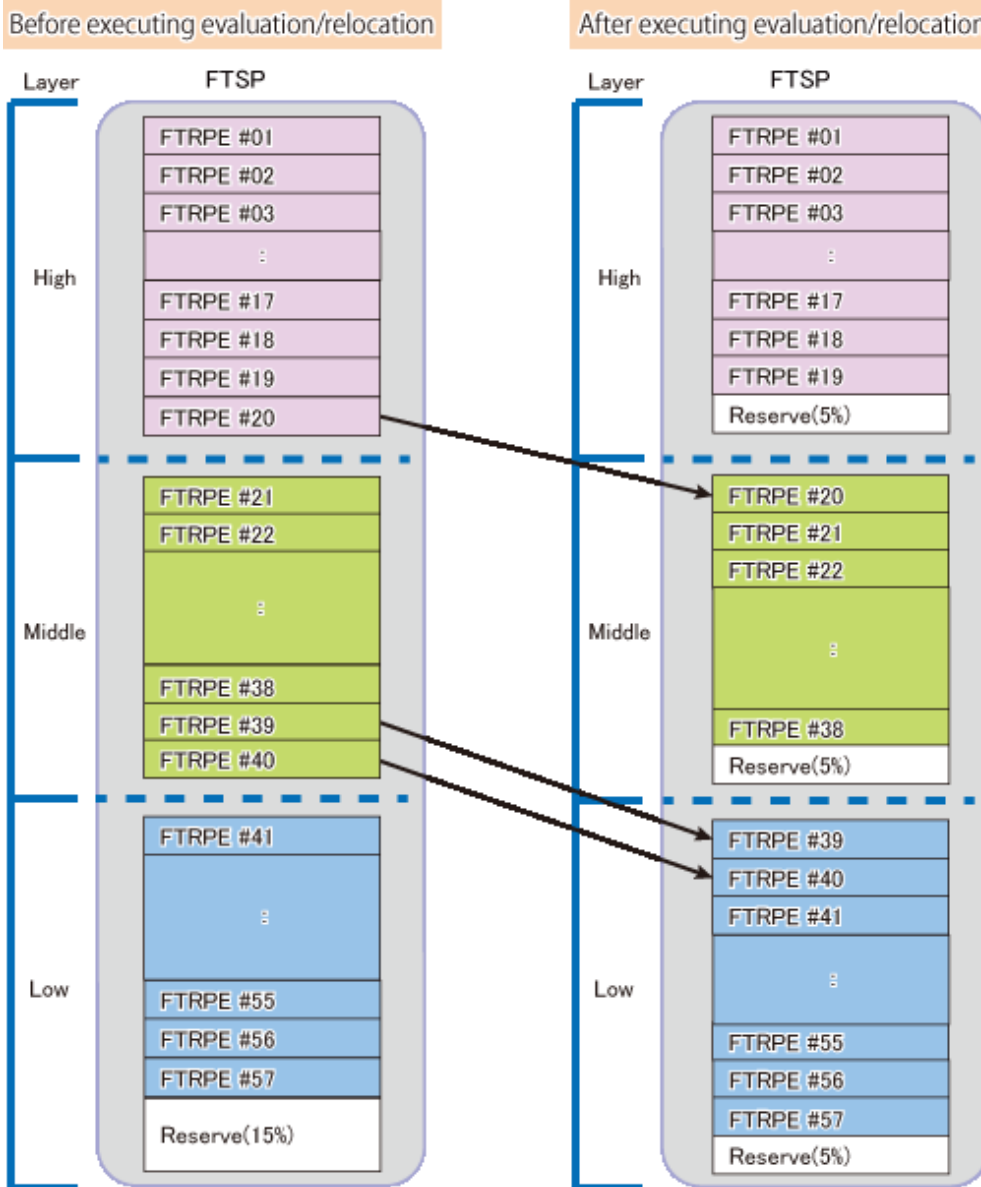 Before executing evaluation/relocation
Layer
FTSP
High
FTRPE #01
FTRPE #02
FTRPE #03
:
FTRPE #17
FTRPE #18
FTRPE #19
FTRPE #20
Middle
FTRPE #21
FTRPE #22
:
FTRPE #38
FTRPE #39
FTRPE #40
Low
FTRPE #41
:
FTRPE #55
FTRPE #56
FTRPE #57
Reserve(15%)
After executing evaluation/relocation
Layer
FTSP
High
FTRPE #01
FTRPE #02
FTRPE #03
:
FTRPE #17
FTRPE #18
FTRPE #19
Reserve(5%)
Middle
FTRPE #20
FTRPE #21
FTRPE #22
:
FTRPE #38
Reserve(5%)
Low
FTRPE #39
FTRPE #40
FTRPE #41
:
FTRPE #55
FTRPE #56
FTRPE #57
Reserve(5%)